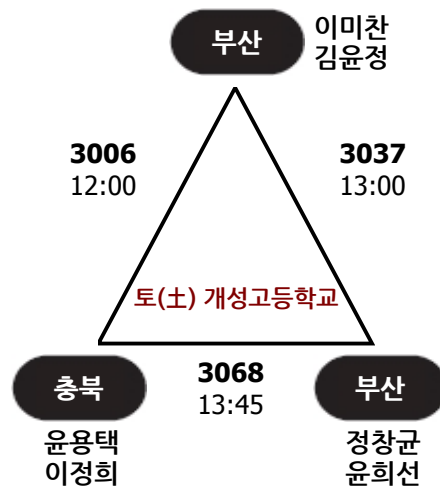 부산
이미찬
김윤정
3006
12:00
3037
13:00
토(土) 개성고등학교
충북
윤용택
이정희
3068
13:45
부산
정창균
윤희선